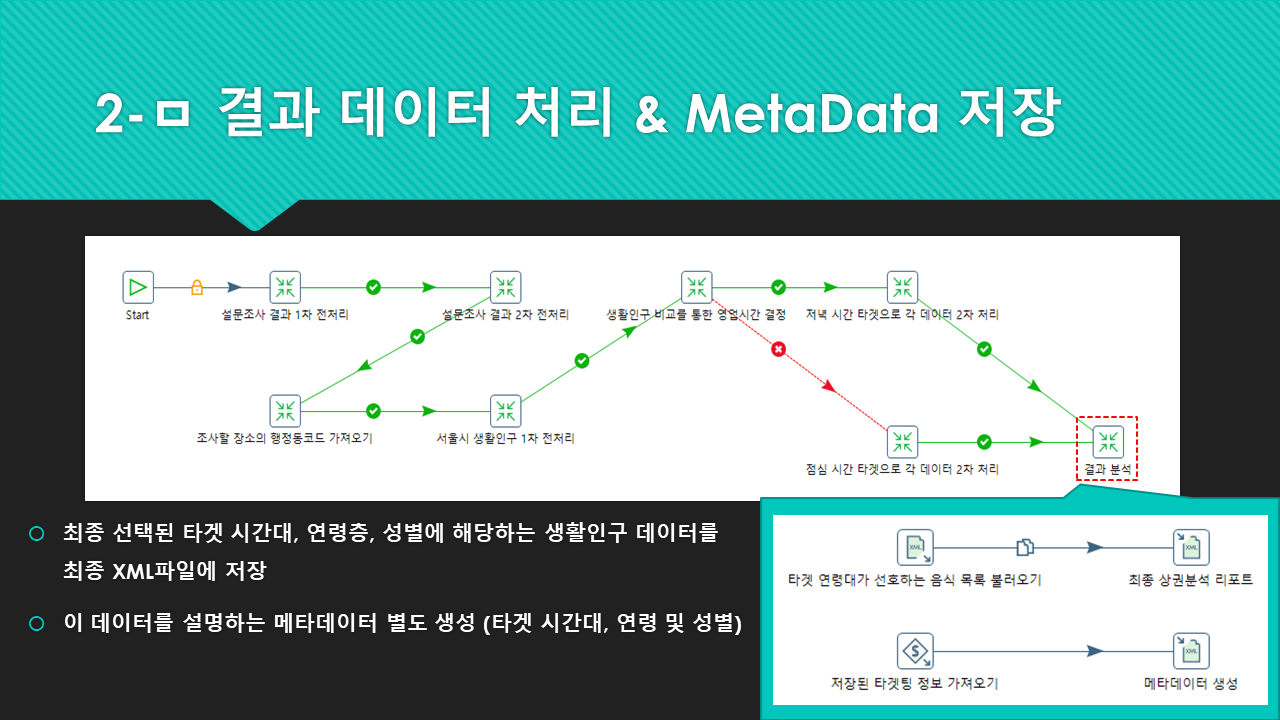 2-ㅁ 결과 데이터 처리 & MetaData 저장
Start
설문조사 결과 1차 전처리
설문조사 결과 2차 전처리
생활인구 비교를 통한 영업시간 결정
저녁 시간 타겟으로 각 데이터 2차 처리
조사할 장소의 행정동코드 가져오기
서울시 생활인구 1차 전처리
점심 시간 타겟으로 각 데이터 2차 처리
결과 분석
최종 선택된 타겟 시간대, 연령층, 성별에 해당하는 생활인구 데이터를
최종 XML파일에 저장
이 데이터를 설명하는 메타데이터 별도 생성 (타겟 시간대, 연령 및 성별)
XML
XML
타겟 연령대가 선호하는 음식 목록 불러오기
최종 상권분석 리포트
$
XML
저장된 타겟팅 정보 가져오기
메타데이터 생성